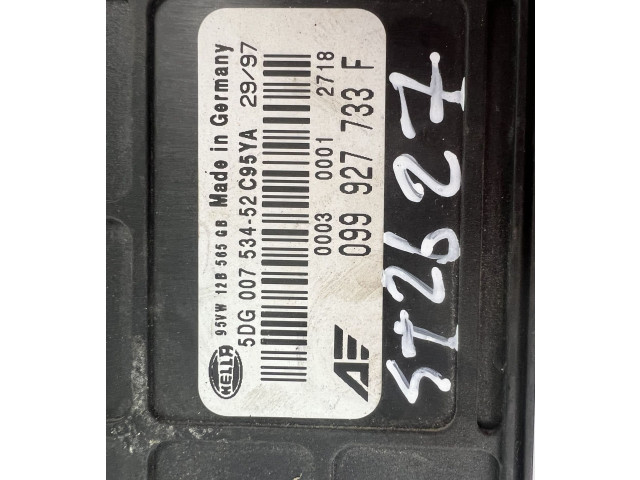 HELLA
95VW 12B 565 GB Made in Germany
5DG 007 534-52 C95YA 29/97
0003 0001 2718
099 927 733 F
ST2627